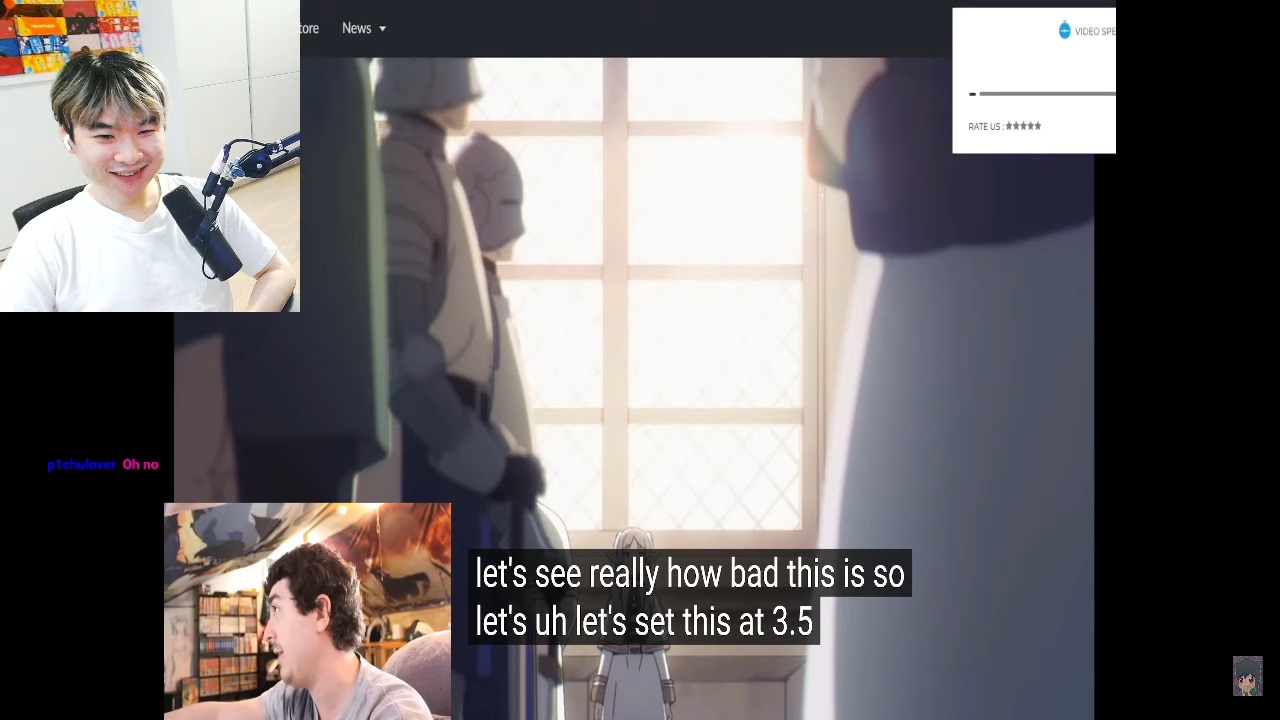 tore News
VIDEO SPE
RATE US :
p1chulover Oh no
let's see really how bad this is so
let's uh let's set this at 3.5